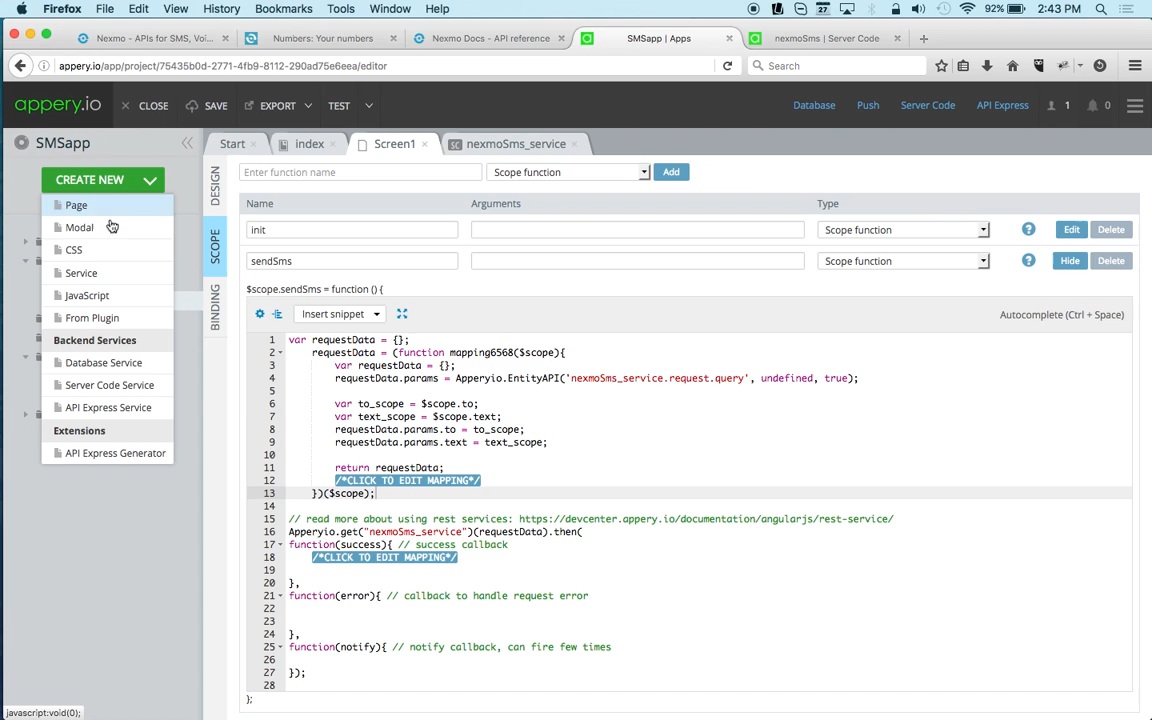 Firefox File Edit View History Bookmarks Tools Window Help 27 92% 2:43 PM
Nexmo - APIs for SMS, Voi... × Numbers: Your numbers × Nexmo Docs - API reference × SMSapp | Apps × nexmoSms | Server Code × +
appery.io/app/project/75435b0d-2771-4fb9-8112-290ad75e6eea/editor Search
appery.io × CLOSE SAVE EXPORT TEST Database Push Server Code API Express 1 0
SMSapp Start × index × Screen1 × nexmoSms_service ×
CREATE NEW
Page
Modal
CSS
Service
JavaScript
From Plugin
Backend Services
Database Service
Server Code Service
API Express Service
Extensions
API Express Generator
DESIGN
SCOPE
BINDING
Enter function name Scope function Add
Name Arguments Type
init Scope function ? Edit Delete
sendSms Scope function ? Hide Delete
$scope.sendSms = function () {
Insert snippet Autocomplete (Ctrl + Space)
1 var requestData = {};
2 requestData = (function mapping6568($scope){
3 var requestData = {};
4 requestData.params = Apperyio.EntityAPI('nexmoSms_service.request.query', undefined, true);
5
6 var to_scope = $scope.to;
7 var text_scope = $scope.text;
8 requestData.params.to = to_scope;
9 requestData.params.text = text_scope;
10
11 return requestData;
12 /*CLICK TO EDIT MAPPING*/
13 })($scope);
14
15 // read more about using rest services: https://devcenter.appery.io/documentation/angularjs/rest-service/
16 Apperyio.get("nexmoSms_service")(requestData).then(
17 function(success){ // success callback
18 /*CLICK TO EDIT MAPPING*/
19
20 },
21 function(error){ // callback to handle request error
22
23
24 },
25 function(notify){ // notify callback, can fire few times
26
27 });
28
};
javascript:void(0);